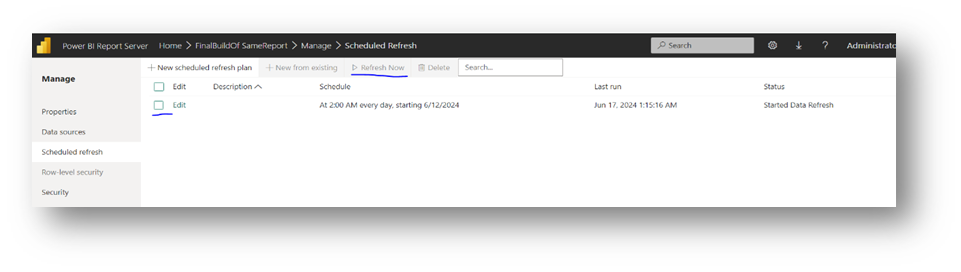 Power BI Report Server Home > FinalBuildOf SameReport > Manage > Scheduled Refresh Search ? Administrato
Manage
Properties
Data sources
Scheduled refresh
Row-level security
Security
+ New scheduled refresh plan + New from existing Refresh Now Delete Search...
Edit Description Schedule Last run Status
Edit At 2:00 AM every day, starting 6/12/2024 Jun 17, 2024 1:15:16 AM Started Data Refresh